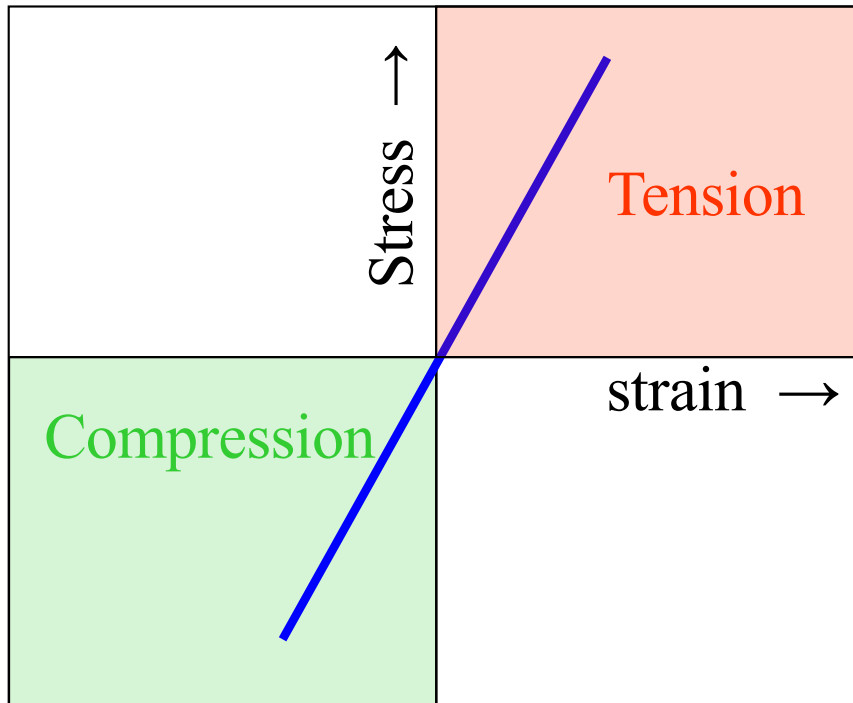 Stress →
Tension
strain →
Compression